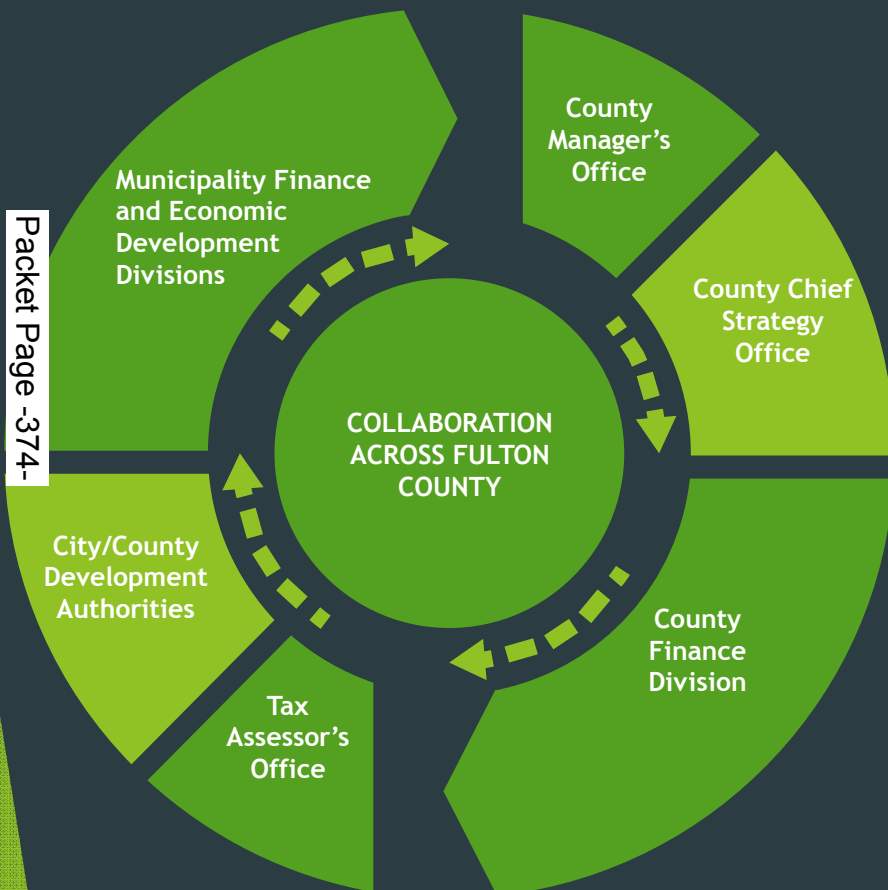 County
Manager's
Office
County Chief
Strategy
Office
County
Finance
Division
Tax
Assessor's
Office
City/County
Development
Authorities
Municipality Finance
and Economic
Development
Divisions
COLLABORATION
ACROSS FULTON
COUNTY
Packet Page -374-